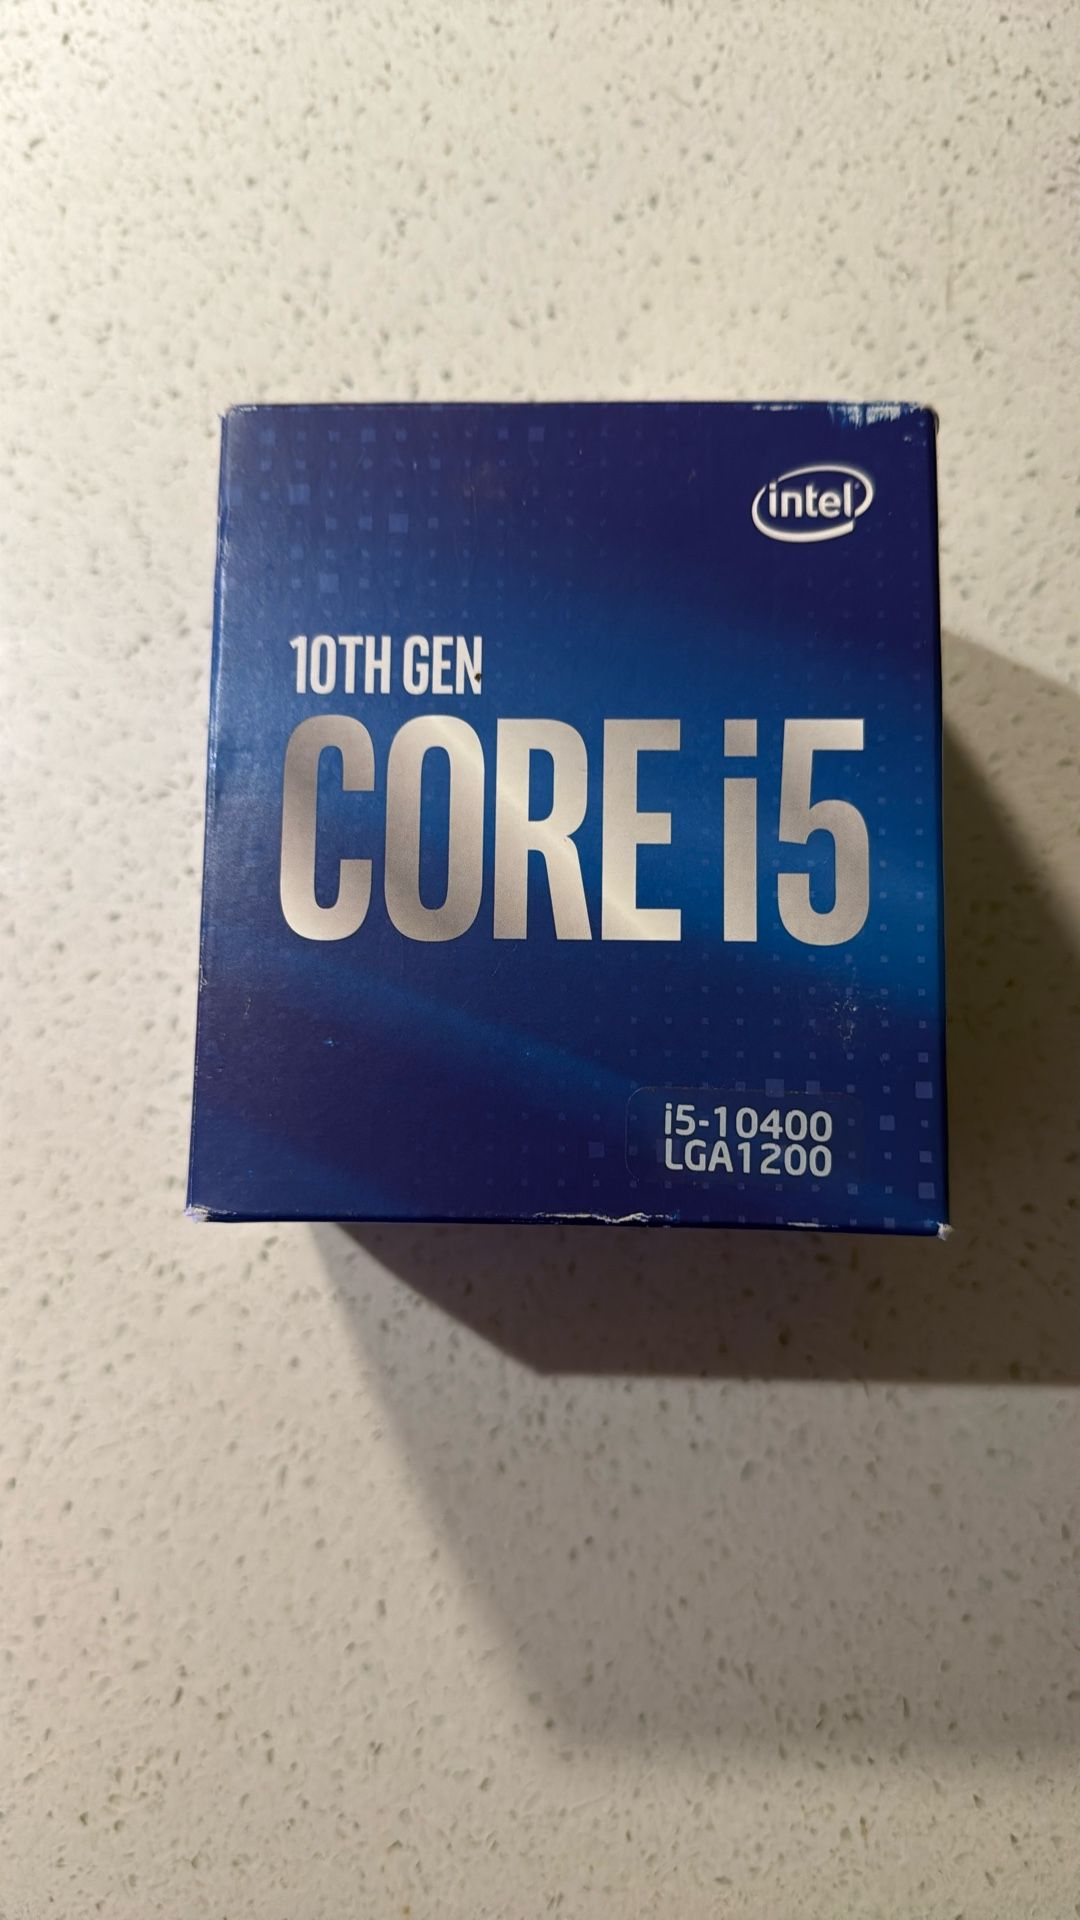 intel
10TH GEN
CORE i5
i5-10400
LGA1200